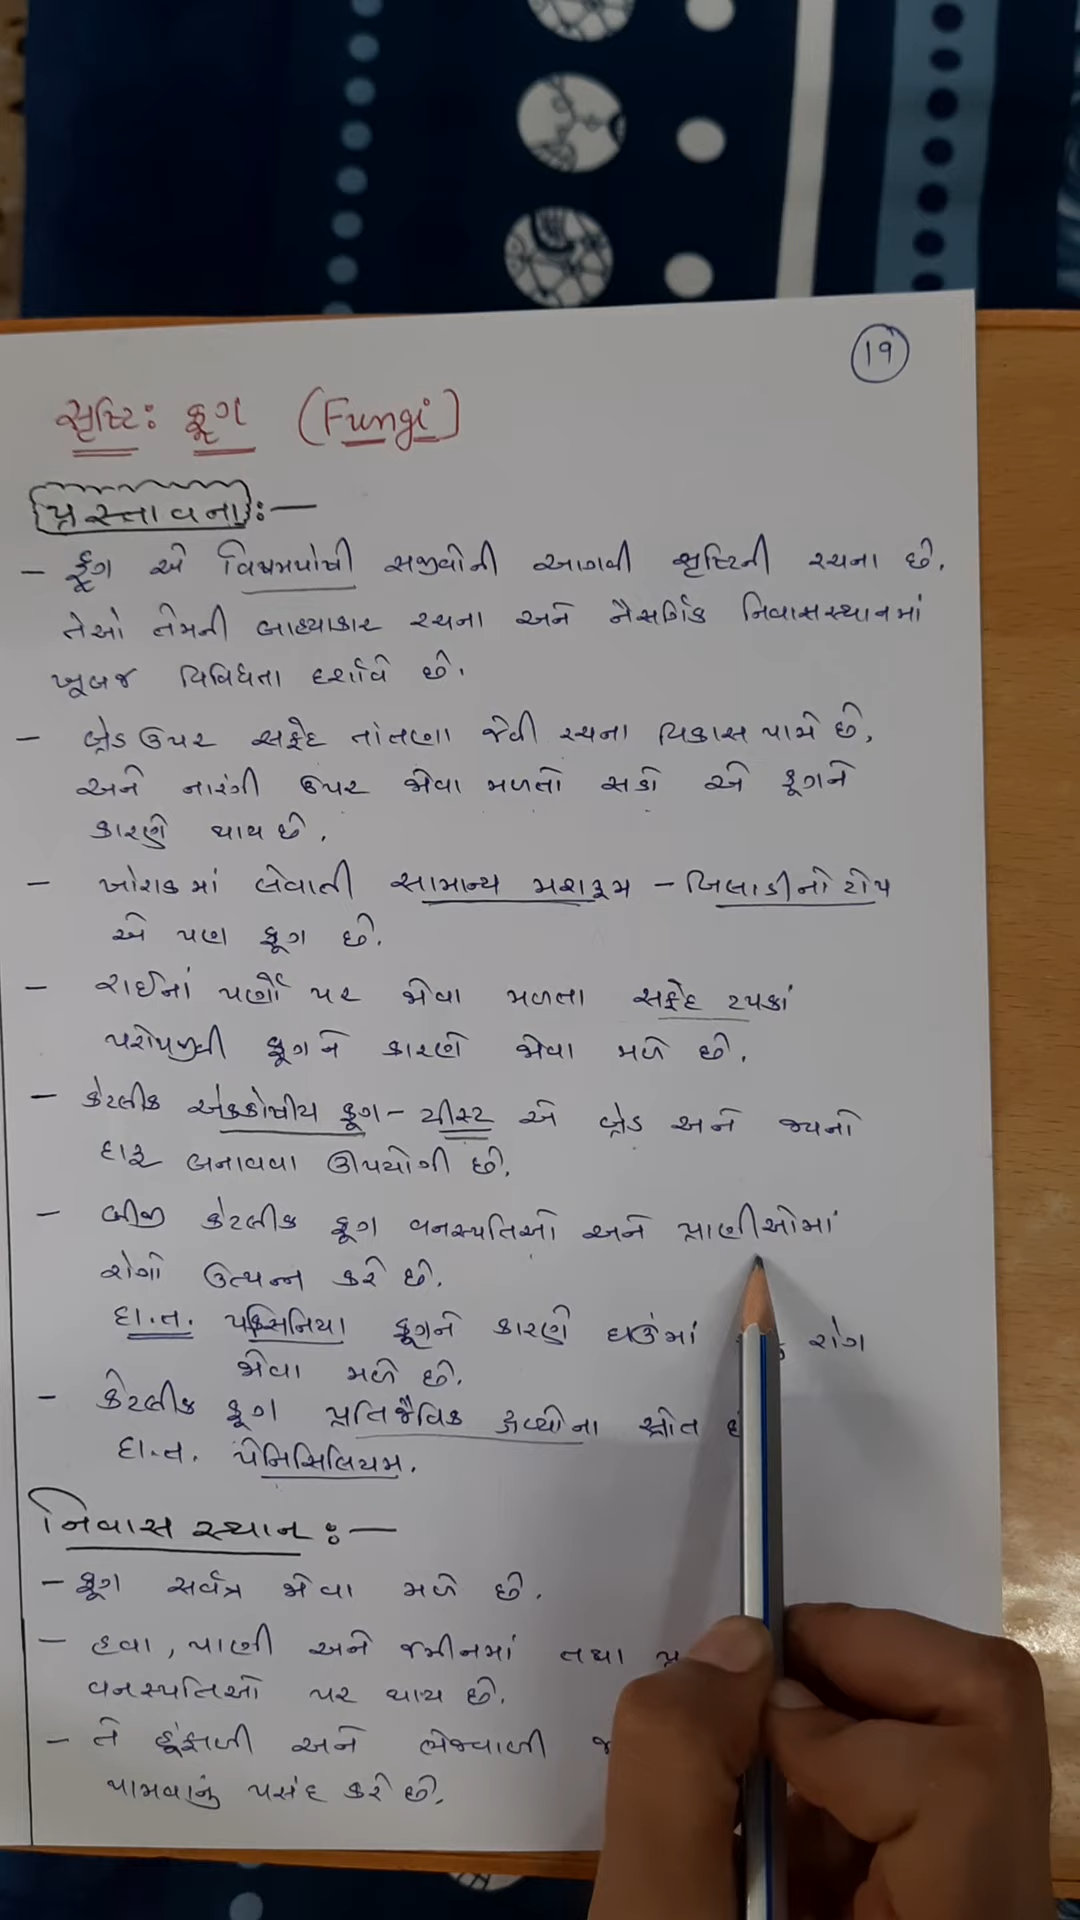 19
સૃષ્ટિ: ફૂગ (Fungi)
પ્રસ્તાવના:—
– ફૂગ એ વિષમપોષી સજીવોની આગવી સૃષ્ટિની રચના છે.
તેઓ તેમની બાહ્યાકાર રચના અને નૈસર્ગિક નિવાસસ્થાનમાં
ખૂબજ વિવિધતા દર્શાવે છે.
– બ્રેડ ઉપર સફેદ તાંતણા જેવી રચના વિકાસ પામે છે,
અને નારંગી ઉપર જોવા મળતો સડો એ ફૂગને
કારણે થાય છે.
– ખોરાકમાં લેવાતી સામાન્ય મશરૂમ – બિલાડીનો ટોપ
એ પણ ફૂગ છે.
– રાઈનાં પર્ણો પર જોવા મળતા સફેદ ટપકાં
પરોપજીવી ફૂગને કારણે જોવા મળે છે.
– કેટલીક એકકોષીય ફૂગ – યીસ્ટ એ બ્રેડ અને જવનો
દારૂ બનાવવા ઊપયોગી છે.
– બીજી કેટલીક ફૂગ વનસ્પતિઓ અને પ્રાણીઓમાં
રોગો ઉત્પન્ન કરે છે.
દા.ત. પક્સિનિયા ફૂગને કારણે ઘઉંમાં રોગ
જોવા મળે છે.
– કેટલીક ફૂગ પ્રતિજૈવિક દ્રવ્યોના સ્રોત
દા.ત. પેનિસિલિયમ.
નિવાસ સ્થાન:—
– ફૂગ સર્વત્ર જોવા મળે છે.
– હવા, પાણી અને જમીનમાં તથા
વનસ્પતિઓ પર થાય છે.
– તે હૂંફાળી અને ભેજવાળી
પામવાનું પસંદ કરે છે.